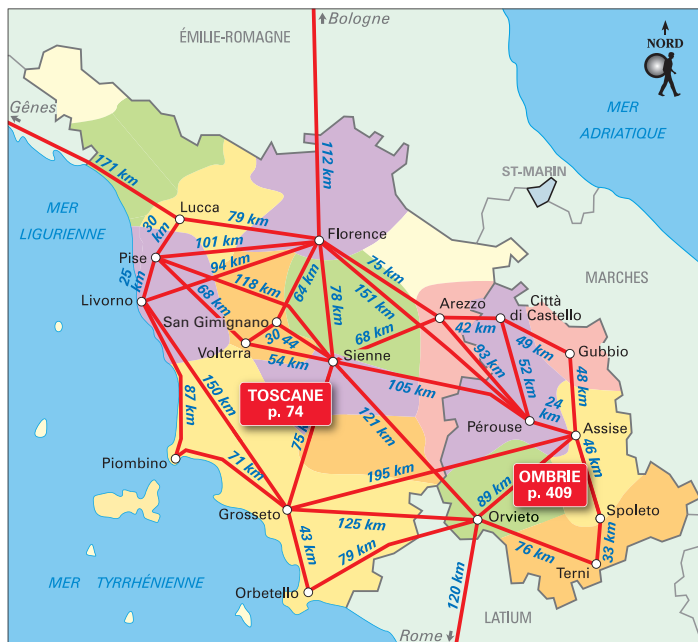 Bologne
ÉMILIE-ROMAGNE
NORD
Gênes
MER
ADRIATIQUE
112 km
171 km
ST-MARIN
Lucca
MER
LIGURIENNE
30
km
79 km
Florence
101 km
Pise
94 km
25
km
118 km
64 km
75 km
MARCHES
Livorno
68 km
78 km
151 km
Arezzo
Città
di Castello
San Gimignano
42 km
30
44
68 km
49 km
Volterra
54 km
Sienne
93 km
52 km
Gubbio
105 km
48 km
150 km
87 km
TOSCANE
p. 74
24
km
121 km
Pérouse
Assise
75 km
46 km
Piombino
71 km
195 km
OMBRIE
p. 409
89 km
Grosseto
125 km
Orvieto
Spoleto
43 km
79 km
76 km
33 km
Terni
MER TYRRHÉNIENNE
Orbetello
120 km
LATIUM
Rome